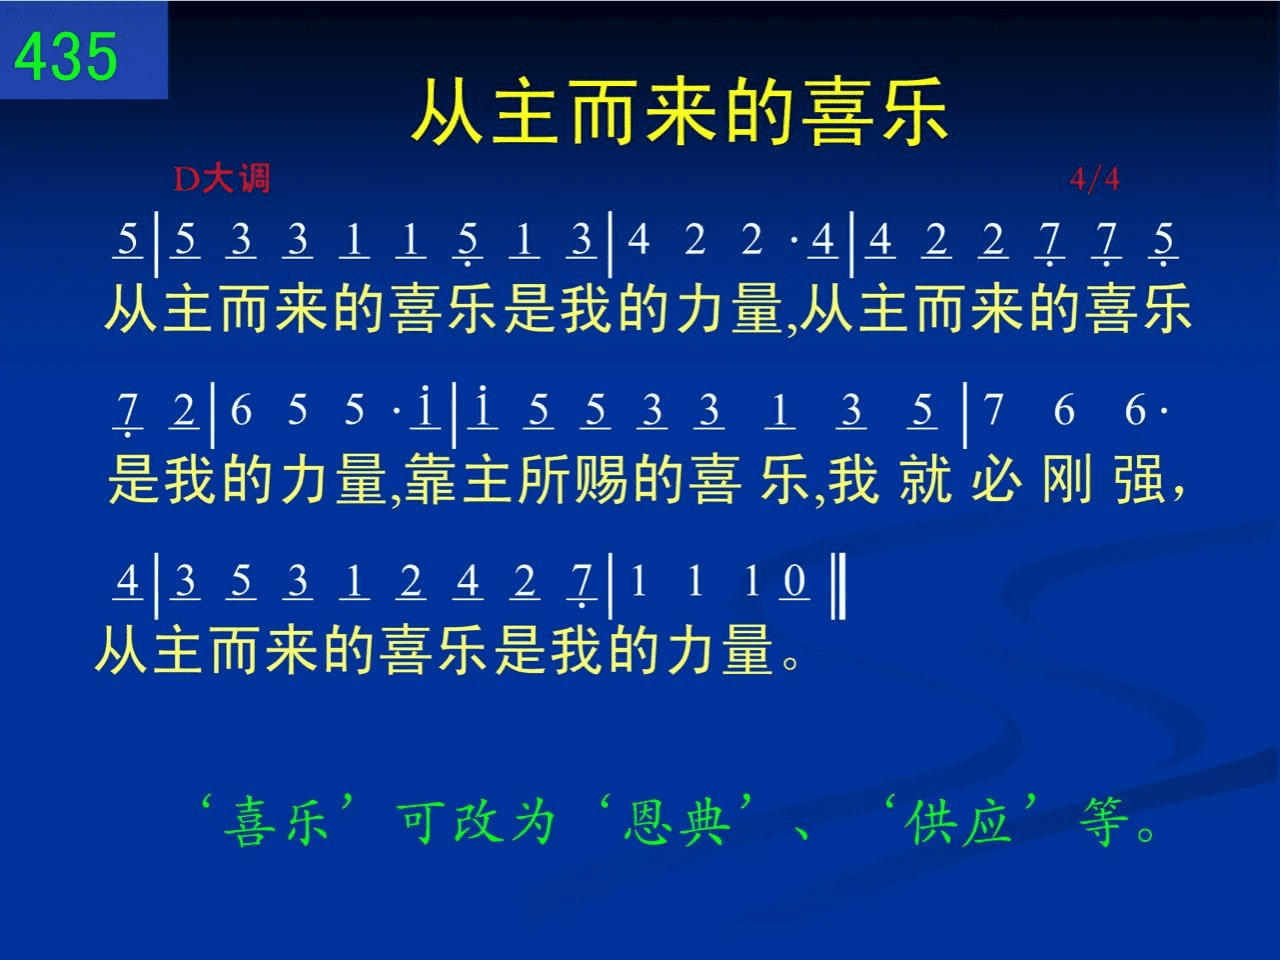 435
从主而来的喜乐
D大调 4/4
5|5 3 3 1 1 5̣ 1 3|4 2 2 ·4|4 2 2 7̣ 7̣ 5̣
从主而来的喜乐是我的力量,从主而来的喜乐
7̣ 2|6 5 5 ·1̇|1̇ 5 5 3 3 1 3 5|7 6 6·
是我的力量,靠主所赐的喜 乐,我 就 必 刚 强，
4|3 5 3 1 2 4 2 7̣|1 1 1 0‖
从主而来的喜乐是我的力量。
‘喜乐’可改为‘恩典’、‘供应’等。